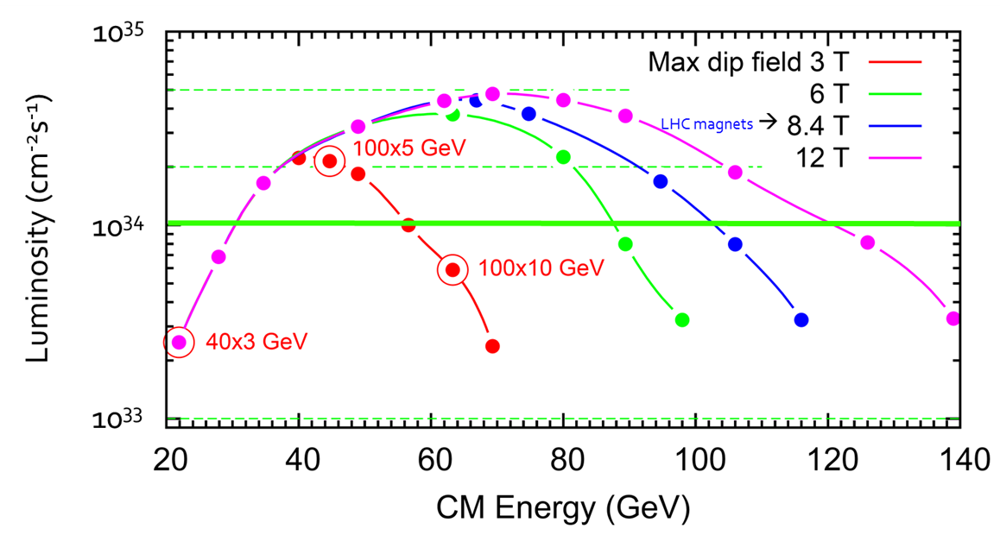 10³⁵
Max dip field 3 T
6 T
LHC magnets → 8.4 T
12 T
100x5 GeV
10³⁴
100x10 GeV
40x3 GeV
10³³
Luminosity (cm⁻²s⁻¹)
20 40 60 80 100 120 140
CM Energy (GeV)